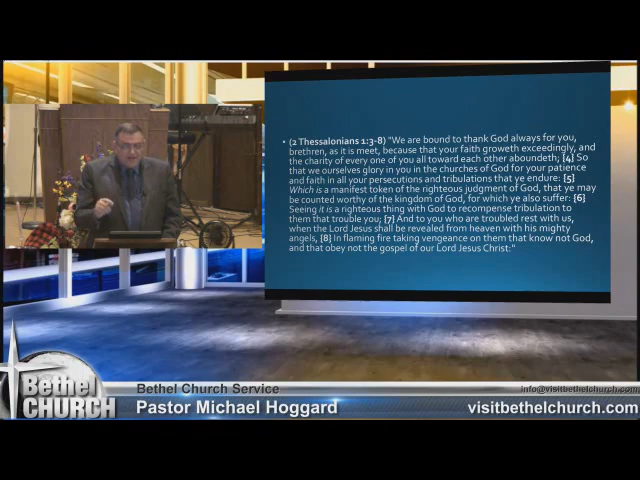 • (2 Thessalonians 1:3-8) "We are bound to thank God always for you,
brethren, as it is meet, because that your faith groweth exceedingly, and
the charity of every one of you all toward each other aboundeth; {4} So
that we ourselves glory in you in the churches of God for your patience
and faith in all your persecutions and tribulations that ye endure: {5}
Which is a manifest token of the righteous judgment of God, that ye may
be counted worthy of the kingdom of God, for which ye also suffer: {6}
Seeing it is a righteous thing with God to recompense tribulation to
them that trouble you; {7} And to you who are troubled rest with us,
when the Lord Jesus shall be revealed from heaven with his mighty
angels, {8} In flaming fire taking vengeance on them that know not God,
and that obey not the gospel of our Lord Jesus Christ:"
Bethel
CHURCH
Bethel Church Service
info@visitbethelchurch.com
Pastor Michael Hoggard
visitbethelchurch.com